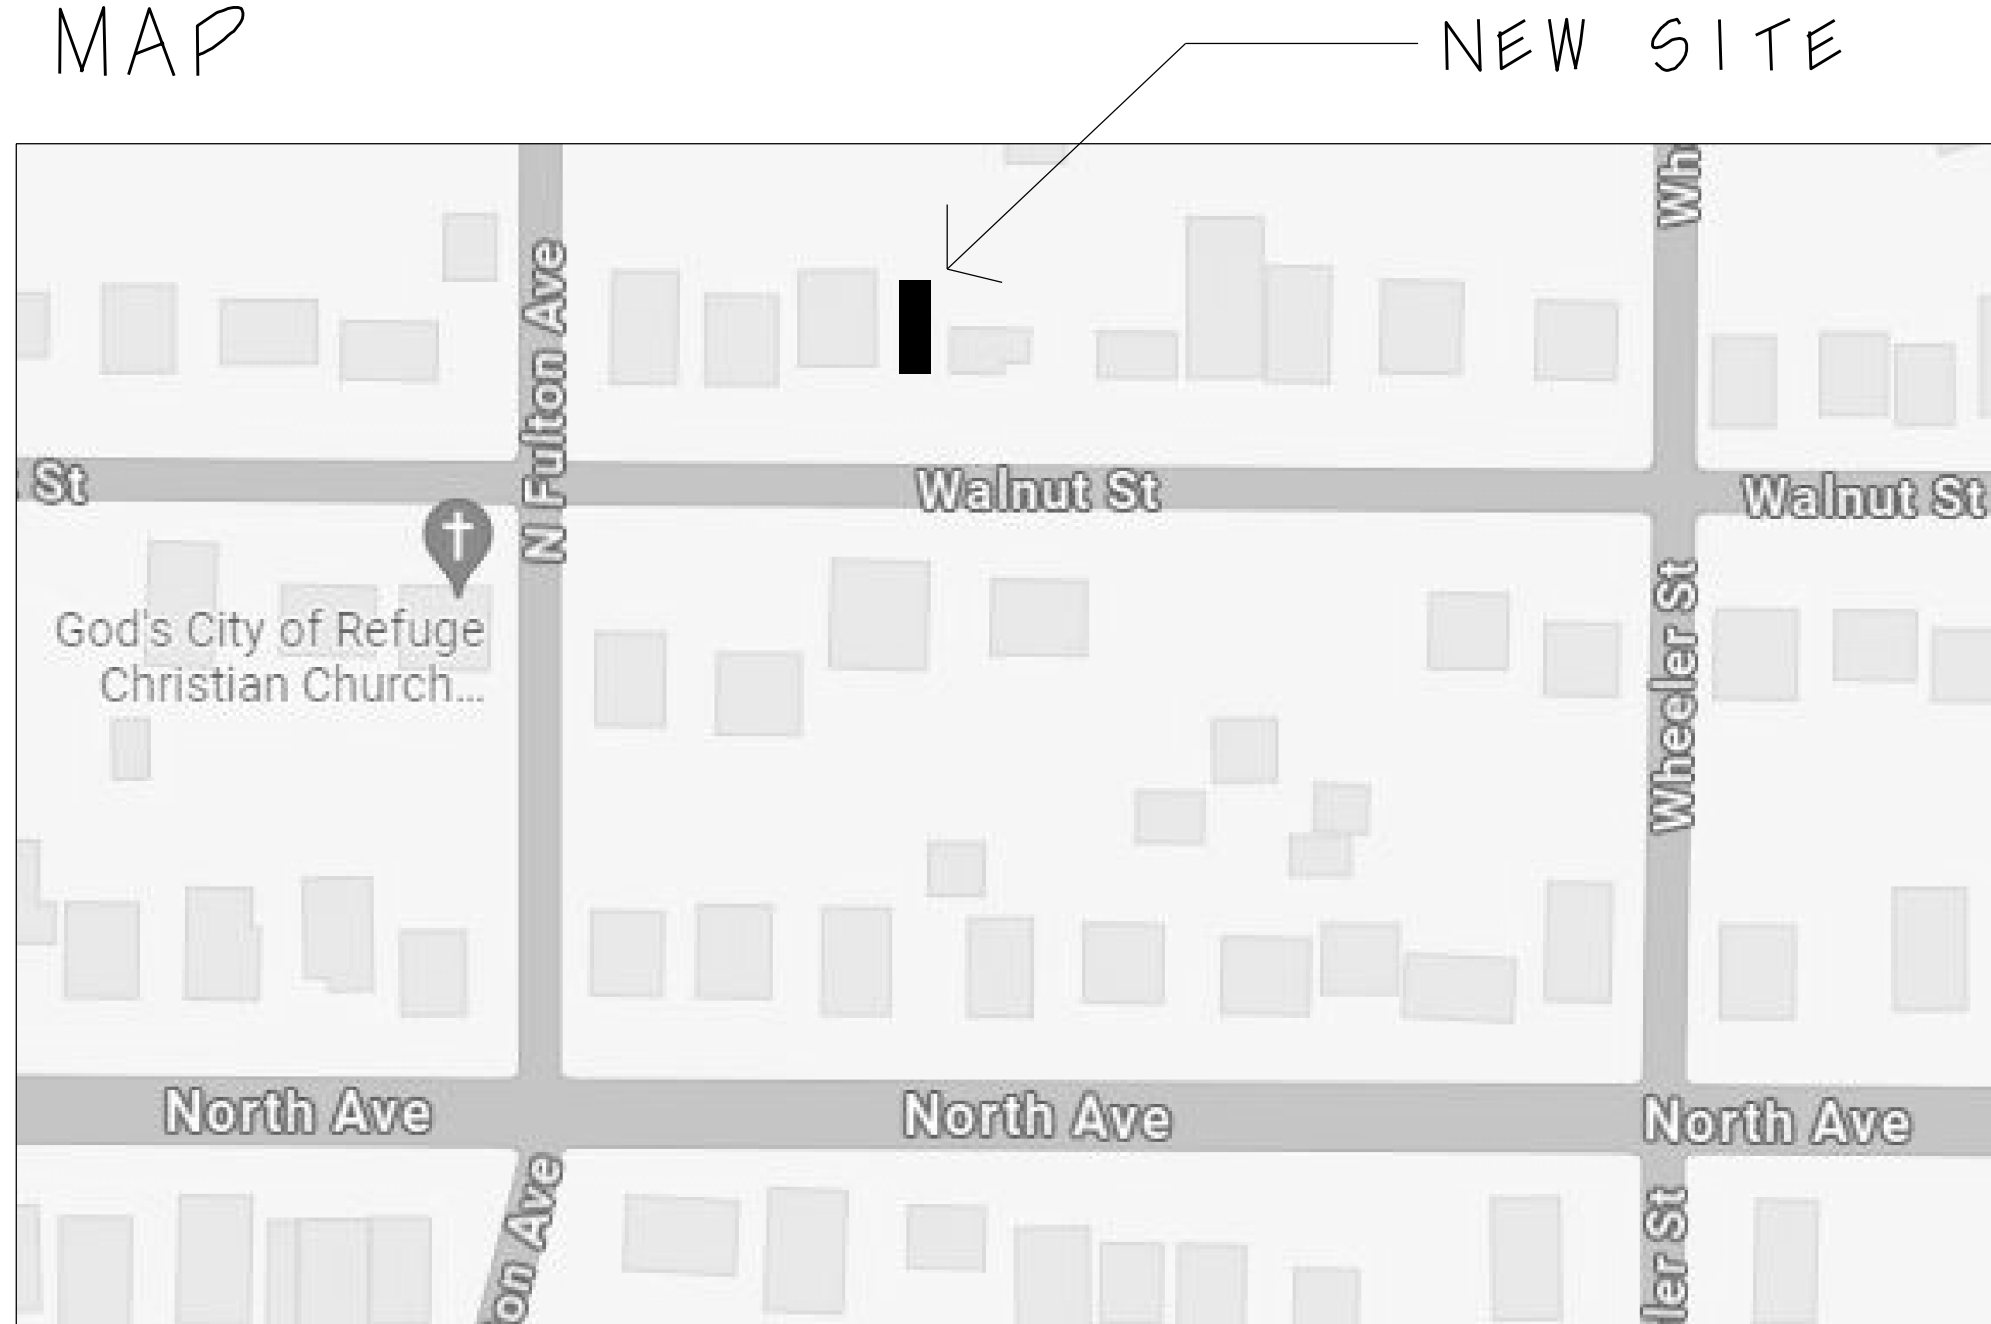 MAP
NEW SITE
Wh
N Fulton Ave
St
Walnut St
Walnut St
God's City of Refuge
Christian Church...
Wheeler St
North Ave
North Ave
North Ave
on Ave
ler St